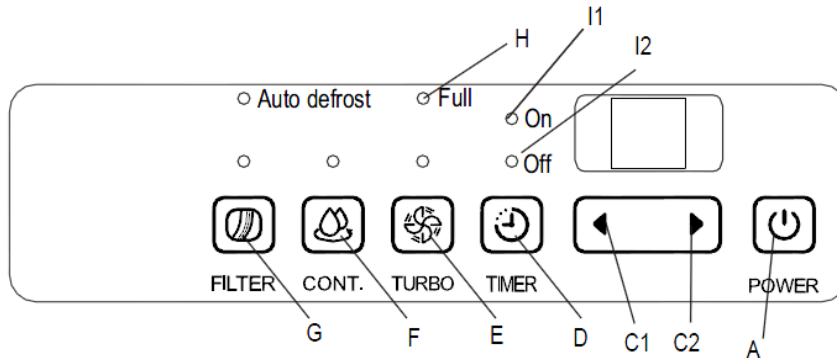 H
I1
I2
Auto defrost
Full
On
Off
FILTER
CONT.
TURBO
TIMER
POWER
G
F
E
D
C1
C2
A